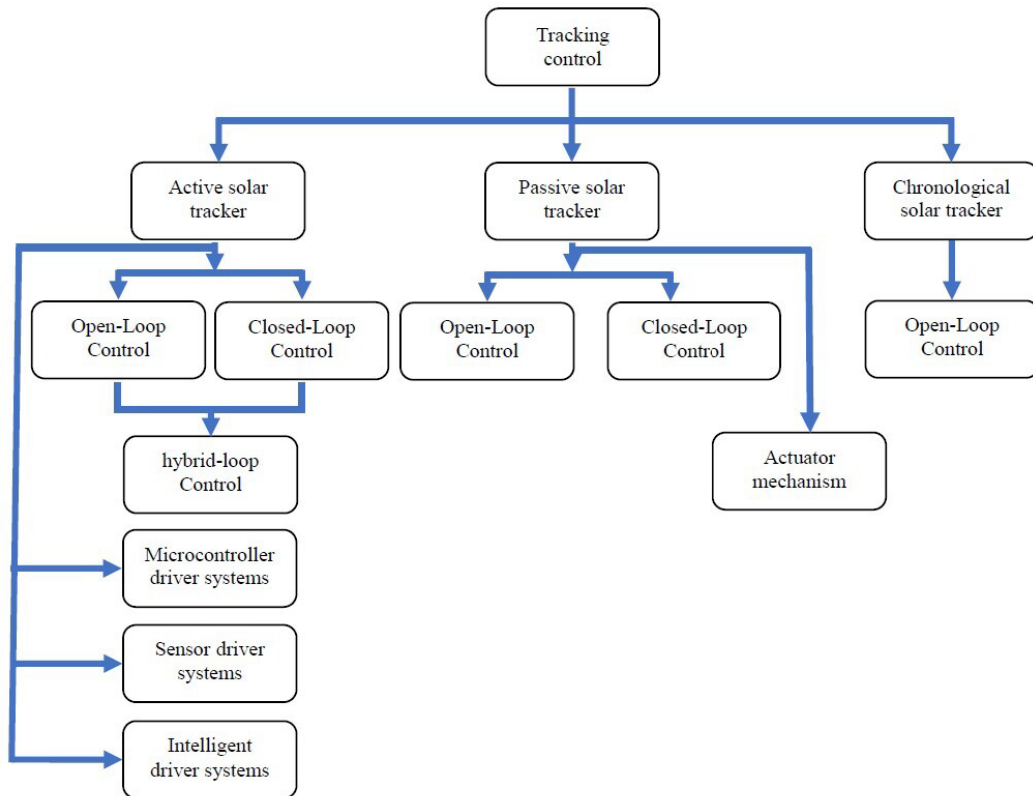 Tracking
control
Active solar
tracker
Passive solar
tracker
Chronological
solar tracker
Open-Loop
Control
Closed-Loop
Control
Open-Loop
Control
Closed-Loop
Control
Open-Loop
Control
hybrid-loop
Control
Actuator
mechanism
Microcontroller
driver systems
Sensor driver
systems
Intelligent
driver systems